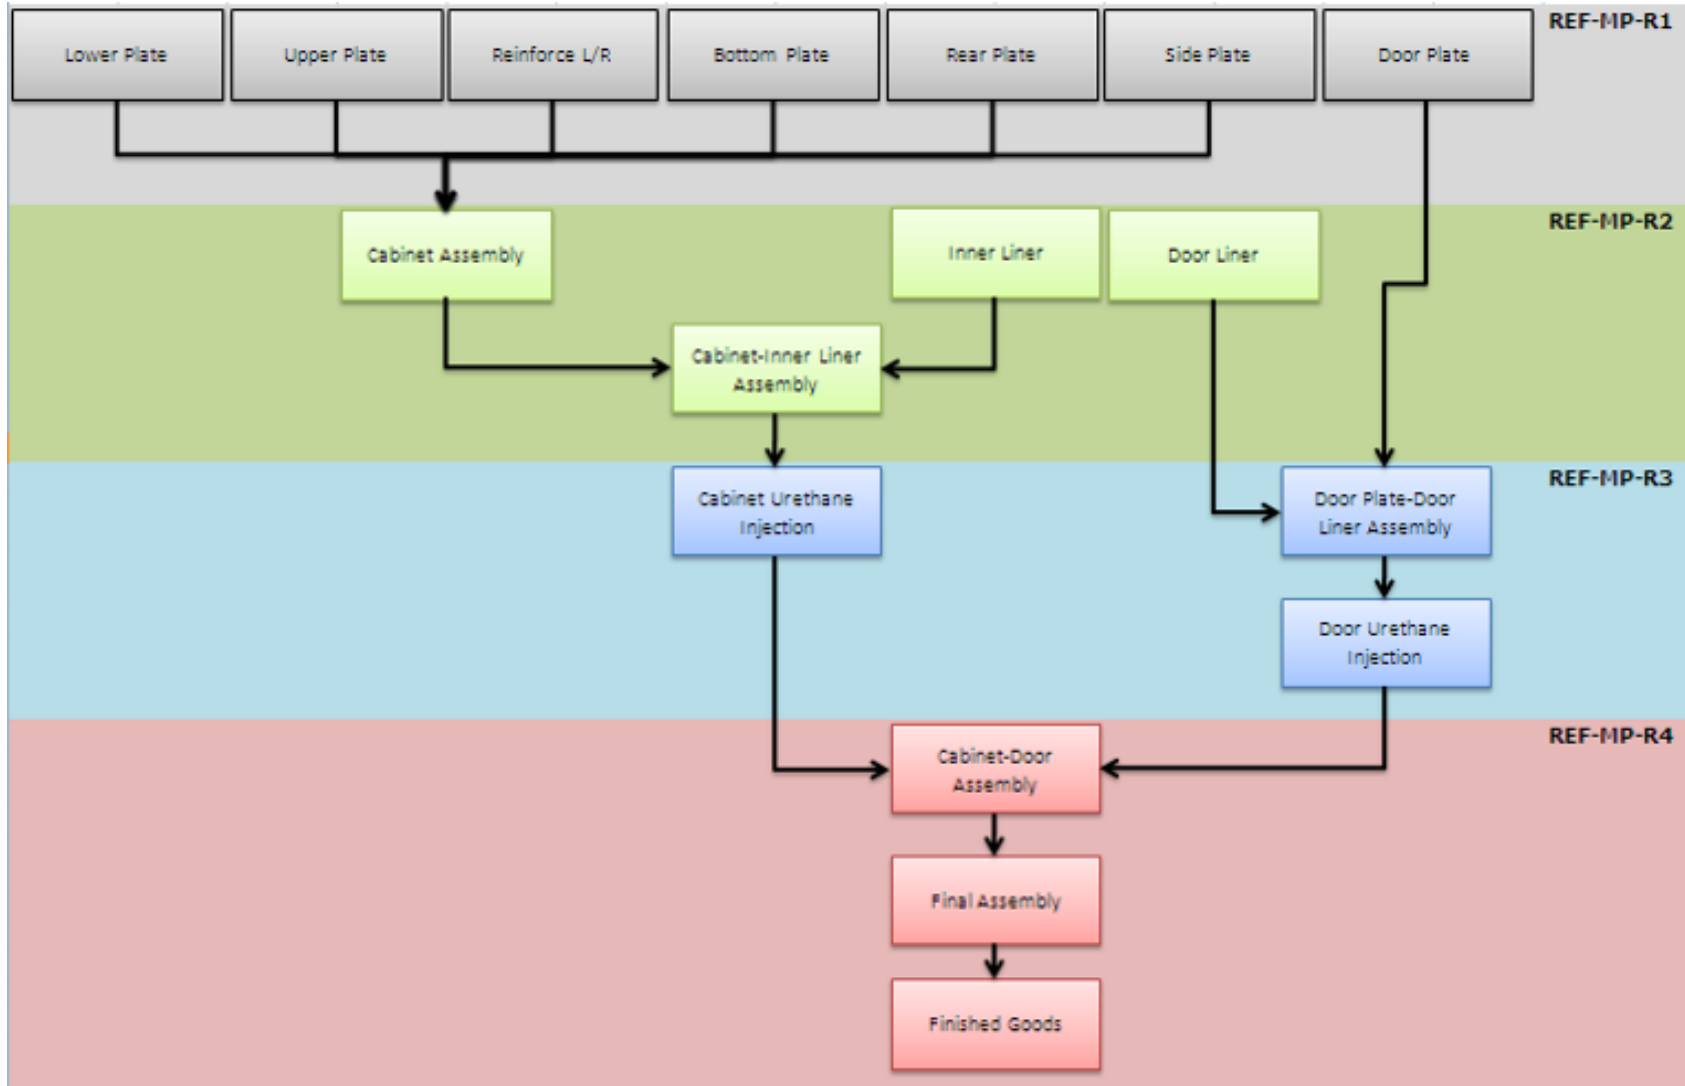 REF-MP-R1
Lower Plate
Upper Plate
Reinforce L/R
Bottom Plate
Rear Plate
Side Plate
Door Plate
REF-MP-R2
Cabinet Assembly
Inner Liner
Door Liner
Cabinet-Inner Liner
Assembly
REF-MP-R3
Cabinet Urethane
Injection
Door Plate-Door
Liner Assembly
Door Urethane
Injection
REF-MP-R4
Cabinet-Door
Assembly
Final Assembly
Finished Goods